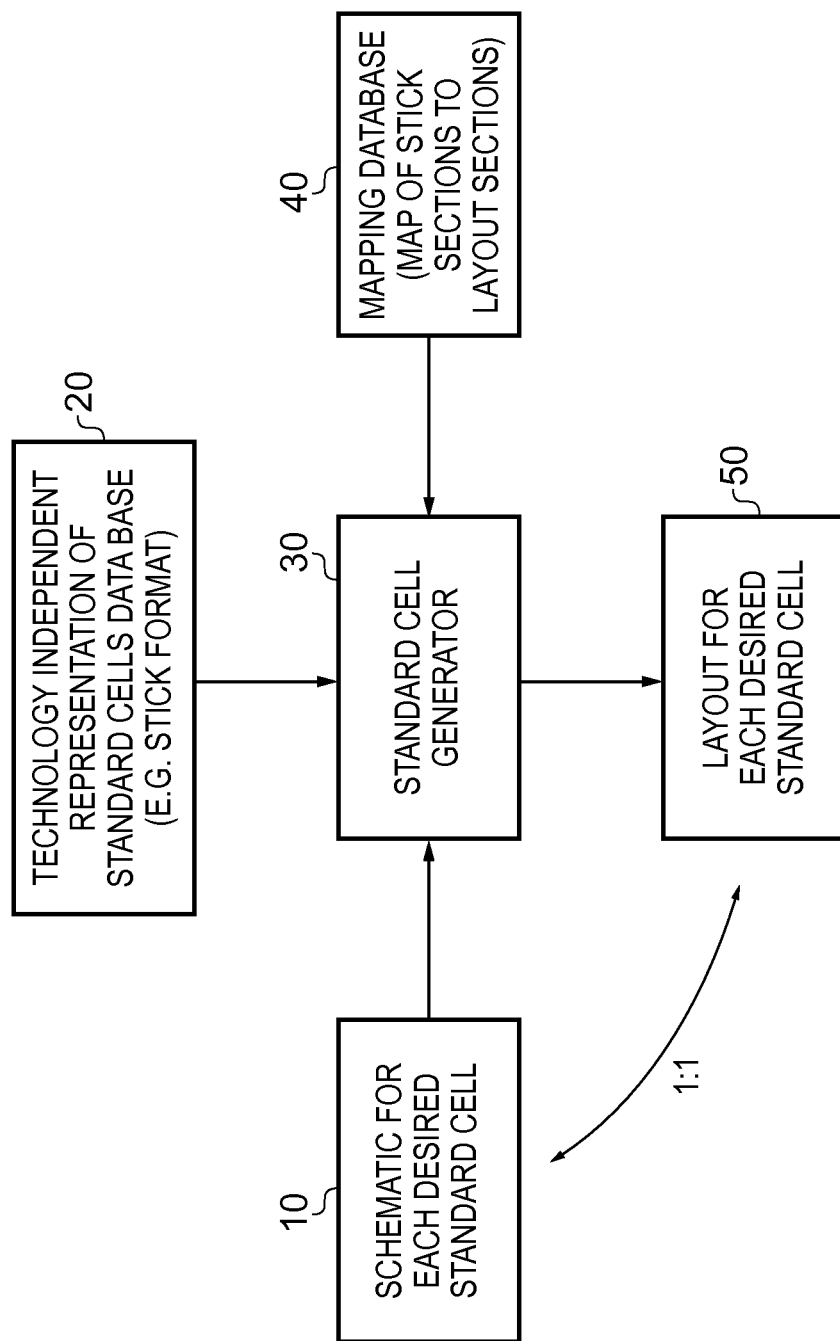 20
TECHNOLOGY INDEPENDENT
REPRESENTATION OF
STANDARD CELLS DATA BASE
(E.G. STICK FORMAT)
10
SCHEMATIC FOR
EACH DESIRED
STANDARD CELL
30
STANDARD CELL
GENERATOR
40
MAPPING DATABASE
(MAP OF STICK
SECTIONS TO
LAYOUT SECTIONS)
1:1
50
LAYOUT FOR
EACH DESIRED
STANDARD CELL